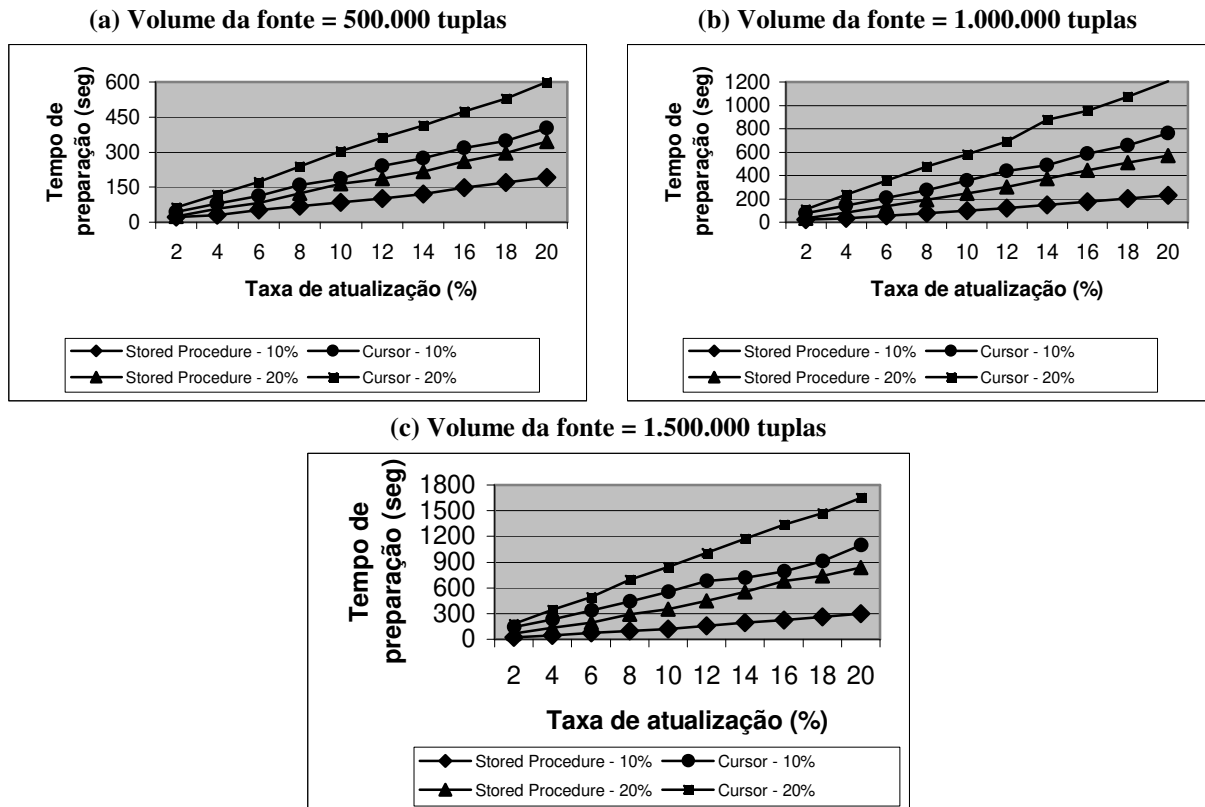 (a) Volume da fonte = 500.000 tuplas
Tempo de
preparação (seg)
600
450
300
150
0
2 4 6 8 10 12 14 16 18 20
Taxa de atualização (%)
Stored Procedure - 10% Cursor - 10%
Stored Procedure - 20% Cursor - 20%
(b) Volume da fonte = 1.000.000 tuplas
Tempo de
preparação (seg)
1200
1000
800
600
400
200
0
2 4 6 8 10 12 14 16 18 20
Taxa de atualização (%)
Stored Procedure - 10% Cursor - 10%
Stored Procedure - 20% Cursor - 20%
(c) Volume da fonte = 1.500.000 tuplas
Tempo de
preparação (seg)
1800
1500
1200
900
600
300
0
2 4 6 8 10 12 14 16 18 20
Taxa de atualização (%)
Stored Procedure - 10% Cursor - 10%
Stored Procedure - 20% Cursor - 20%